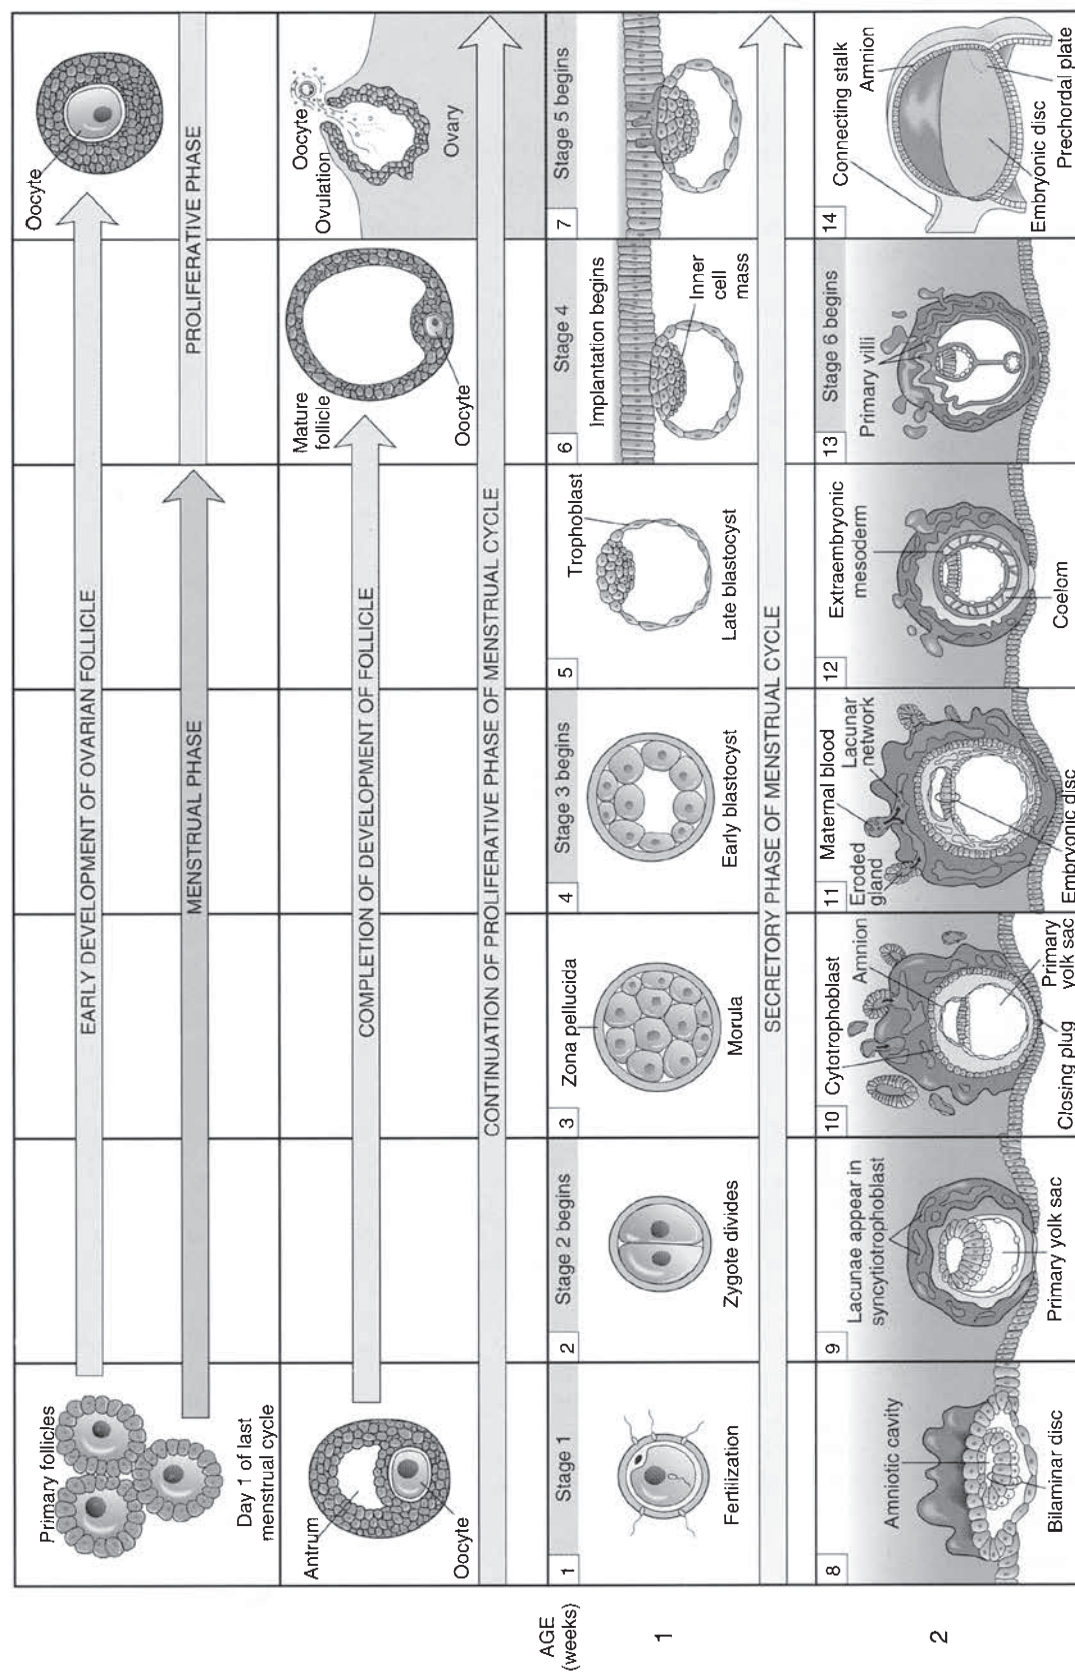 Primary follicles
Day 1 of last
menstrual cycle
EARLY DEVELOPMENT OF OVARIAN FOLLICLE
MENSTRUAL PHASE
Oocyte
PROLIFERATIVE PHASE
Antrum
Oocyte
COMPLETION OF DEVELOPMENT OF FOLLICLE
CONTINUATION OF PROLIFERATIVE PHASE OF MENSTRUAL CYCLE
Mature
follicle
Oocyte
Oocyte
Ovulation
Ovary
AGE
(weeks)
1
1
Stage 1
Fertilization
2
Stage 2 begins
Zygote divides
3
Zona pellucida
Morula
4
Stage 3 begins
Early blastocyst
5
Trophoblast
Late blastocyst
6
Stage 4
Implantation begins
Inner
cell
mass
7
Stage 5 begins
SECRETORY PHASE OF MENSTRUAL CYCLE
2
8
Amniotic cavity
Bilaminar disc
9
Lacunae appear in
syncytiotrophoblast
Primary yolk sac
10
Cytotrophoblast
Amnion
Primary
yolk sac
Closing plug
11
Maternal blood
Eroded
gland
Lacunar
network
Embryonic disc
12
Extraembryonic
mesoderm
Coelom
13
Stage 6 begins
Primary villi
14
Connecting stalk
Amnion
Embryonic disc
Prechordal plate